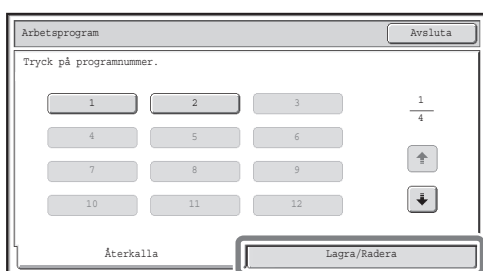 Arbetsprogram Avsluta
Tryck på programnummer.
1 2 3 1
4
4 5 6
7 8 9
10 11 12
Återkalla Lagra/Radera